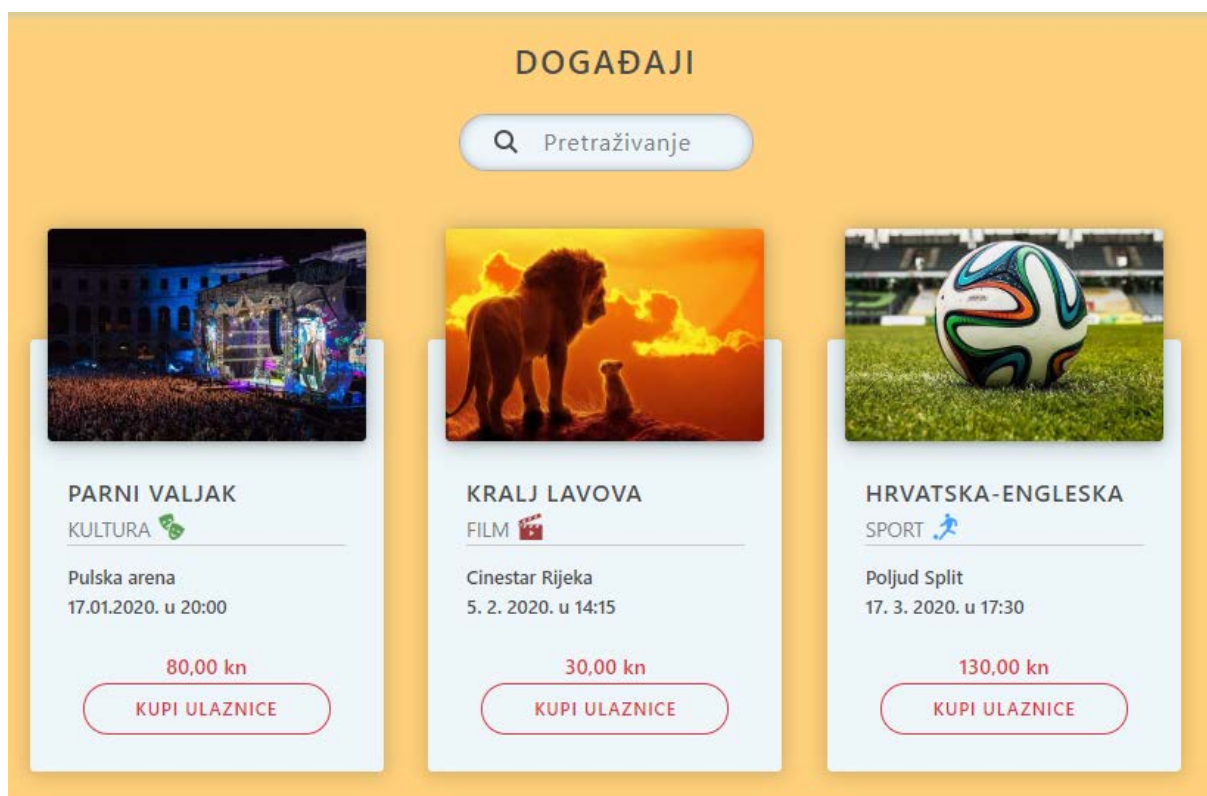 DOGAĐAJI
Pretraživanje
PARNI VALJAK
KULTURA
Pulska arena
17.01.2020. u 20:00
80,00 kn
KUPI ULAZNICE
KRALJ LAVOVA
FILM
Cinestar Rijeka
5. 2. 2020. u 14:15
30,00 kn
KUPI ULAZNICE
HRVATSKA-ENGLESKA
SPORT
Poljud Split
17. 3. 2020. u 17:30
130,00 kn
KUPI ULAZNICE